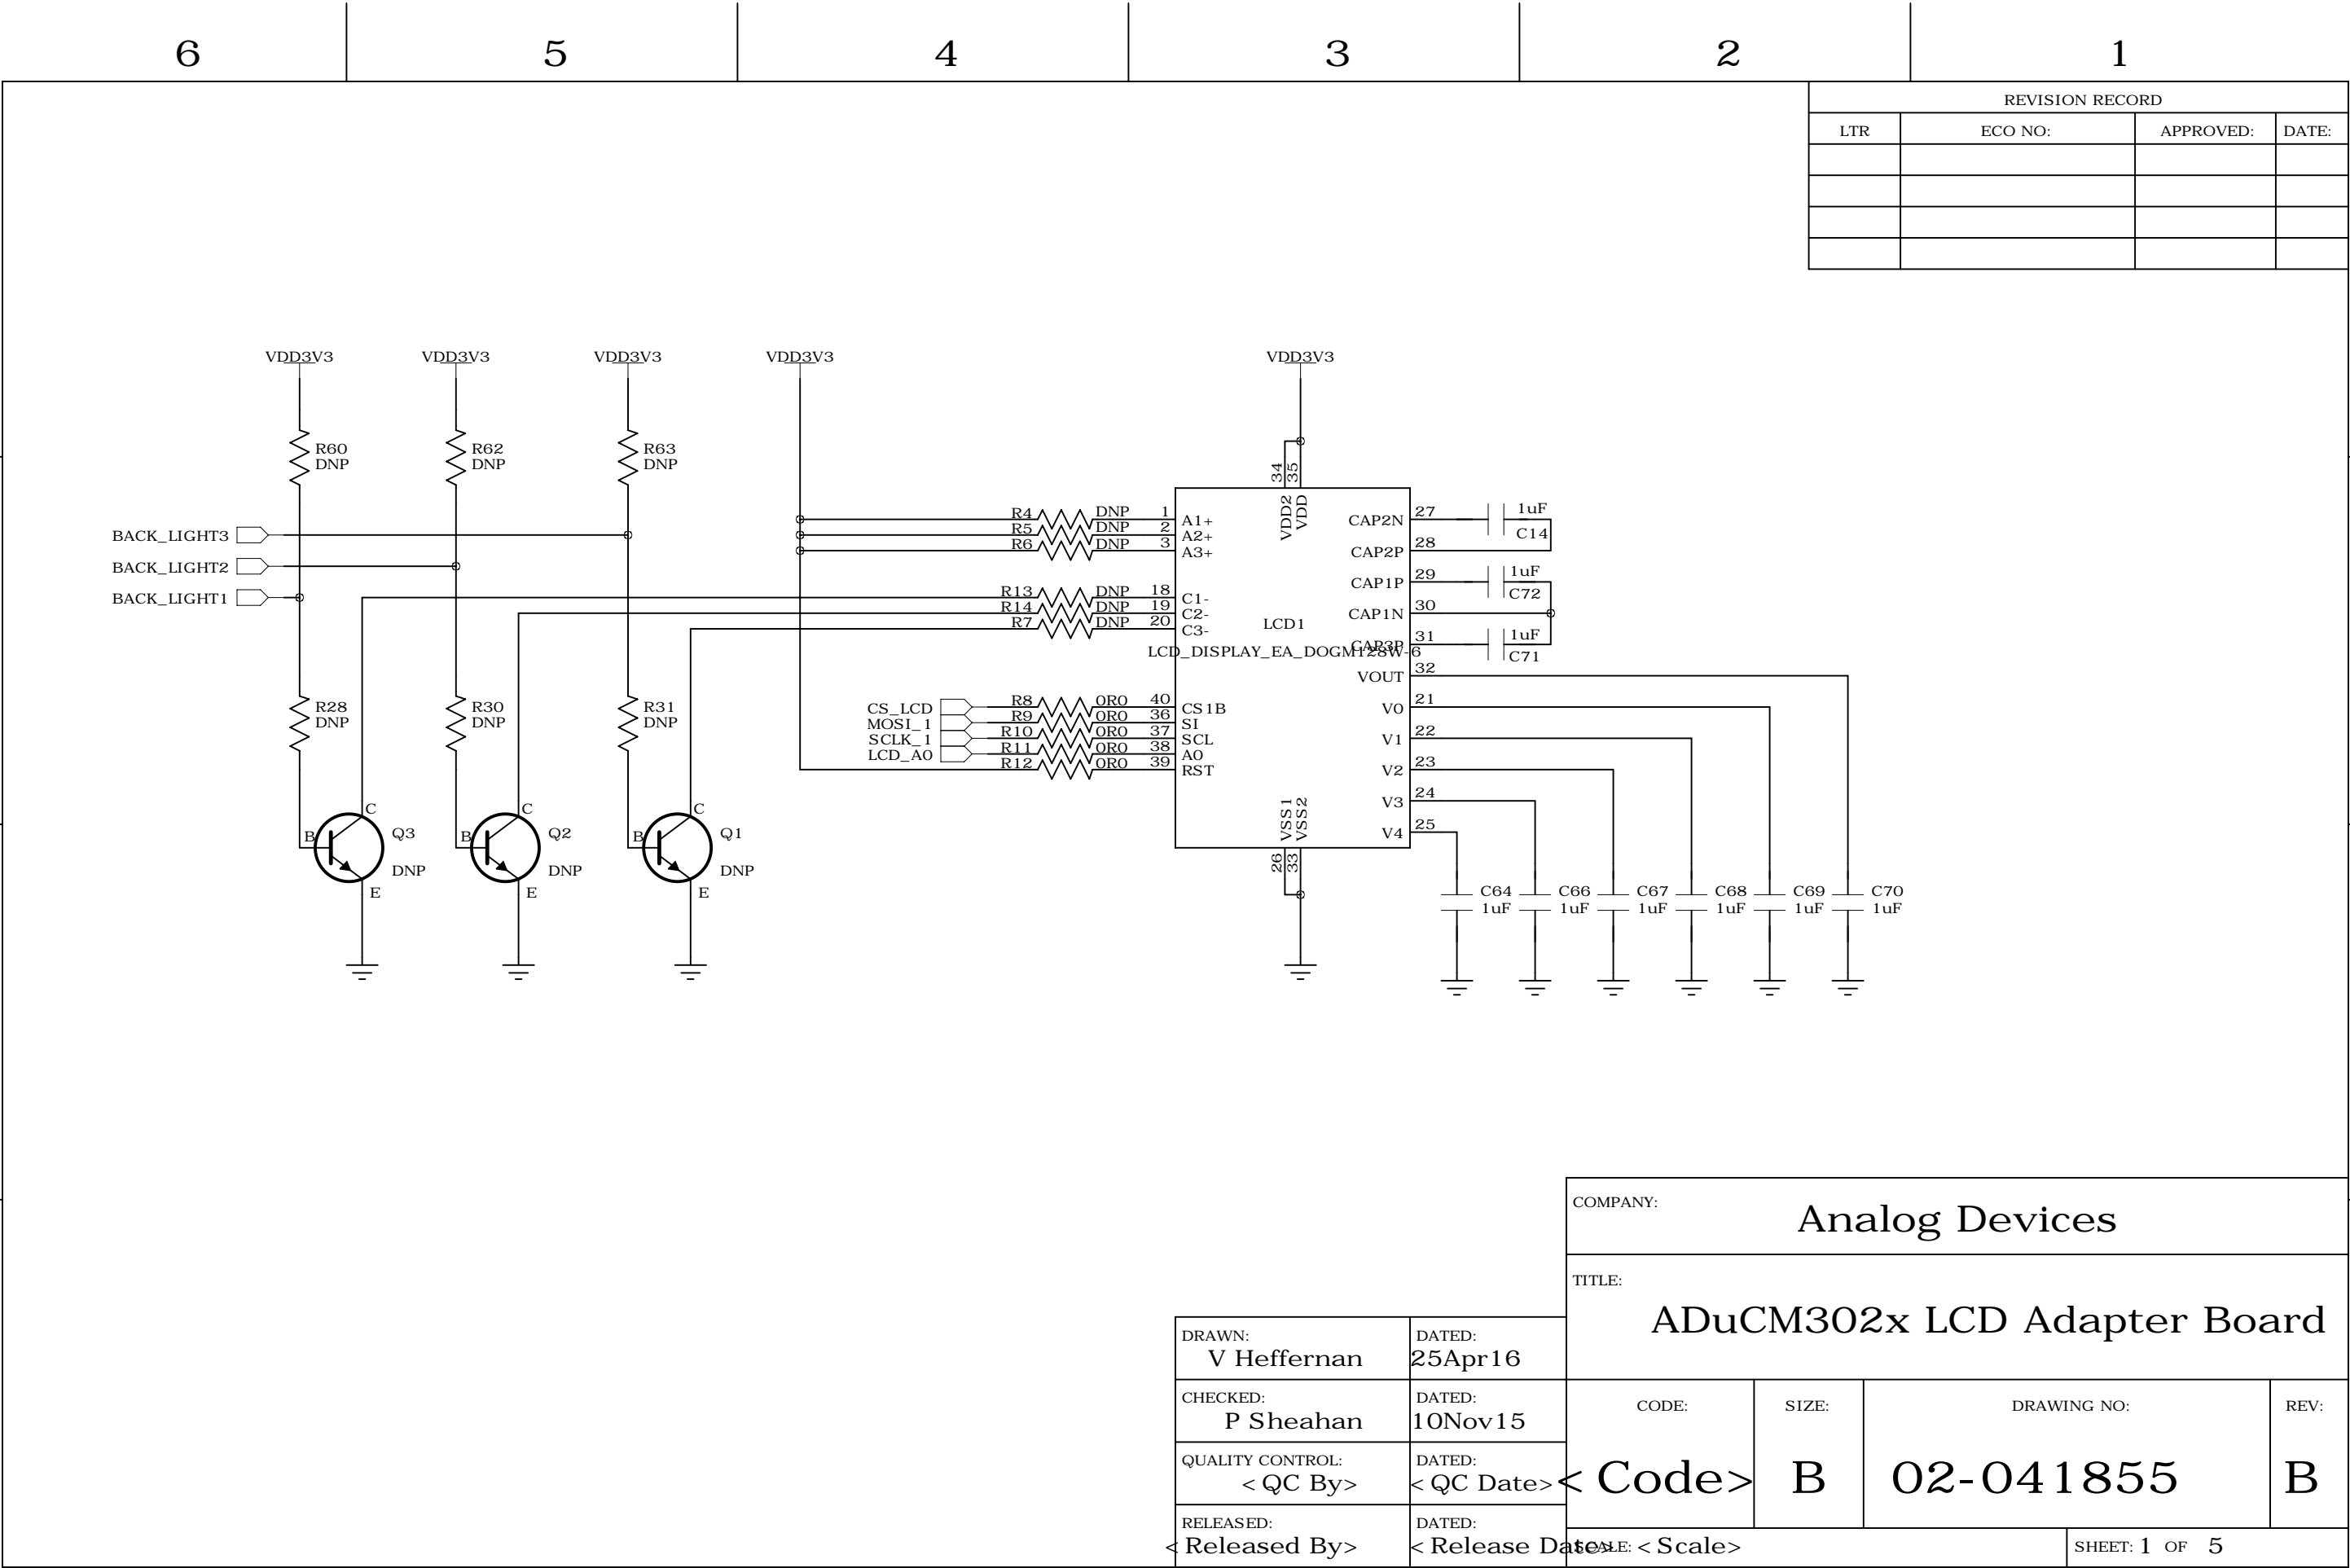 6 5 4 3 2 1
REVISION RECORD
LTR ECO NO: APPROVED: DATE:
VDD3V3 VDD3V3 VDD3V3 VDD3V3 VDD3V3
R60
DNP
R62
DNP
R63
DNP
BACK_LIGHT3
BACK_LIGHT2
BACK_LIGHT1
R28
DNP
R30
DNP
R31
DNP
B C E Q3
DNP
B C E Q2
DNP
B C E Q1
DNP
R4 DNP 1 A1+
R5 DNP 2 A2+
R6 DNP 3 A3+
R13 DNP 18 C1-
R14 DNP 19 C2-
R7 DNP 20 C3-
CS_LCD R8 0R0 40 CS1B
MOSI_1 R9 0R0 36 SI
SCLK_1 R10 0R0 37 SCL
LCD_A0 R11 0R0 38 A0
R12 0R0 39 RST
34 35
VDD2 VDD
LCD1
LCD_DISPLAY_EA_DOGM128W-6
VSS1 VSS2
26 33
CAP2N 27 1uF
C14
CAP2P 28
CAP1P 29 1uF
C72
CAP1N 30
CAP3P 31 1uF
C71
VOUT 32
V0 21
V1 22
V2 23
V3 24
V4 25
C64 C66 C67 C68 C69 C70
1uF 1uF 1uF 1uF 1uF 1uF
COMPANY:
Analog Devices
TITLE:
ADuCM302x LCD Adapter Board
DRAWN: DATED:
V Heffernan 25Apr16
CHECKED: DATED:
P Sheahan 10Nov15
QUALITY CONTROL: DATED:
<QC By> <QC Date>
RELEASED: DATED:
<Released By> <Release Date>
CODE: SIZE: DRAWING NO: REV:
<Code> B 02-041855 B
SCALE: <Scale> SHEET: 1 OF 5